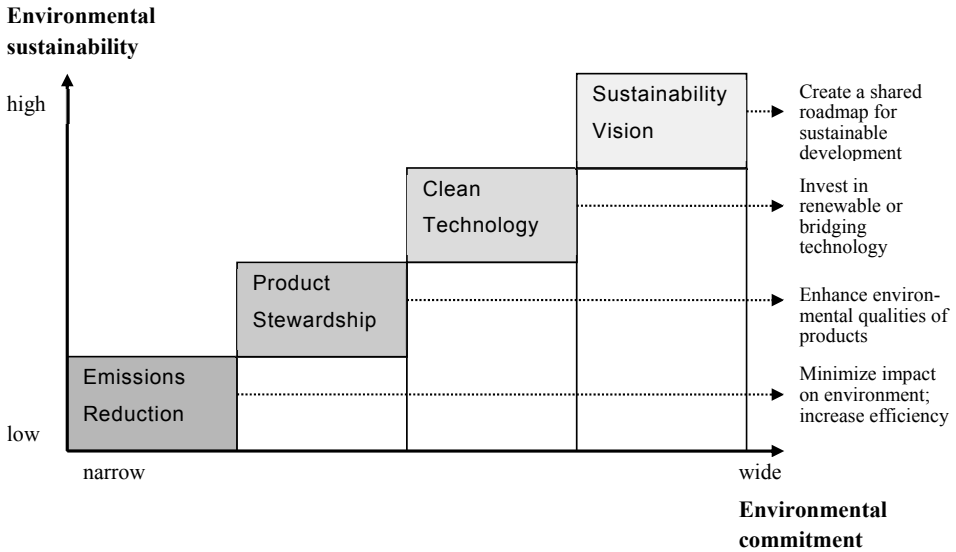 Environmental
sustainability
high
Sustainability
Vision
Create a shared
roadmap for
sustainable
development
Clean
Technology
Invest in
renewable or
bridging
technology
Product
Stewardship
Enhance environ-
mental qualities of
products
Emissions
Reduction
Minimize impact
on environment;
increase efficiency
low
narrow
wide
Environmental
commitment